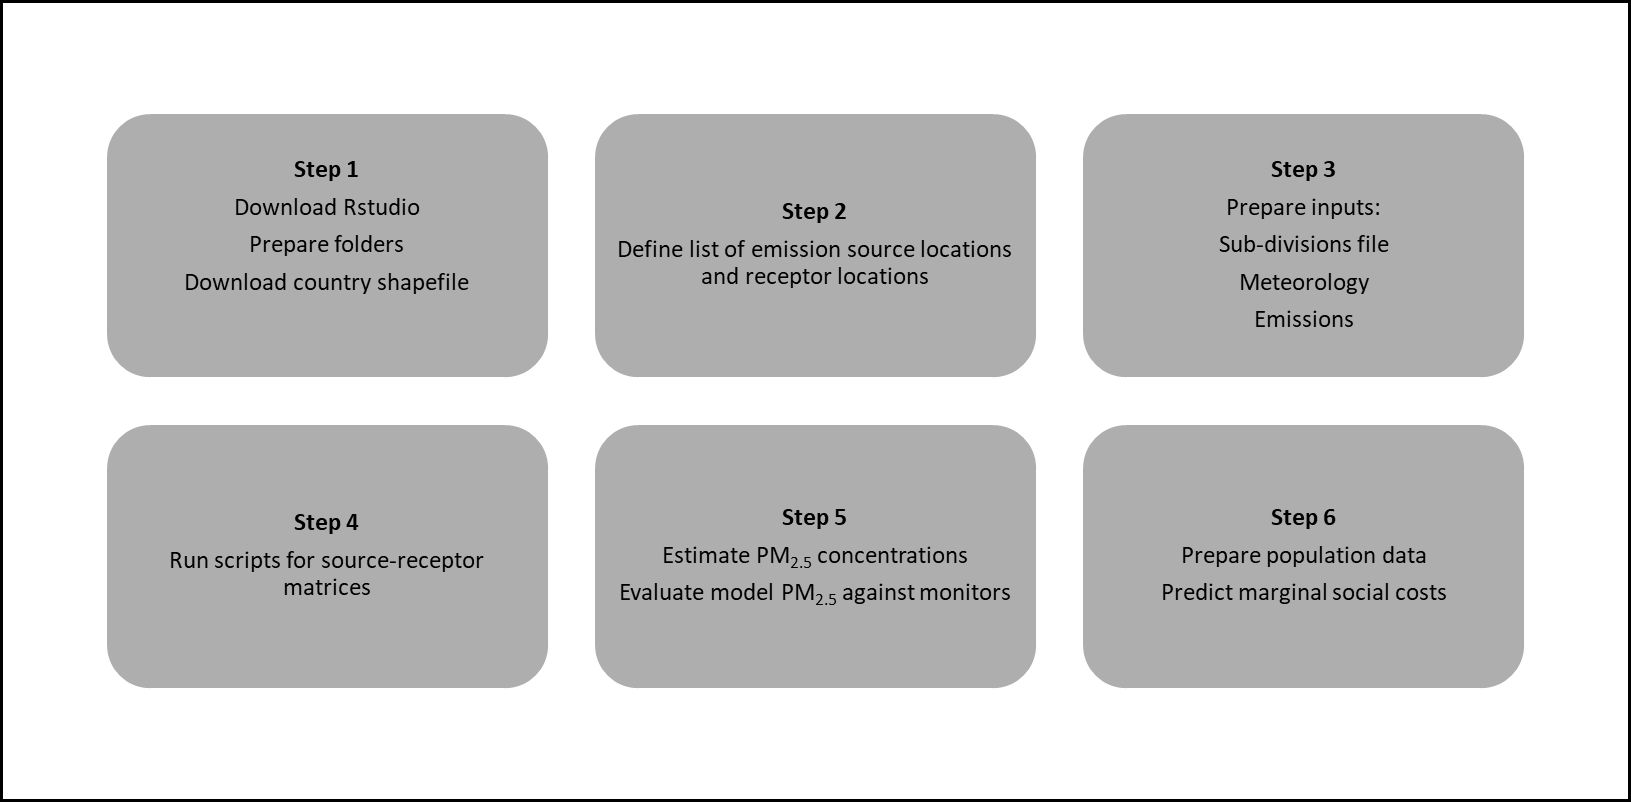 Step 1
Download Rstudio
Prepare folders
Download country shapefile
Step 2
Define list of emission source locations
and receptor locations
Step 3
Prepare inputs:
Sub-divisions file
Meteorology
Emissions
Step 4
Run scripts for source-receptor
matrices
Step 5
Estimate PM2.5 concentrations
Evaluate model PM2.5 against monitors
Step 6
Prepare population data
Predict marginal social costs